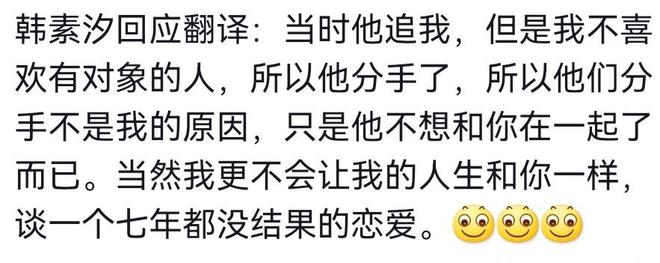 韩素汐回应翻译：当时他追我，但是我不喜
欢有对象的人，所以他分手了，所以他们分
手不是我的原因，只是他不想和你在一起了
而已。当然我更不会让我的人生和你一样，
谈一个七年都没结果的恋爱。